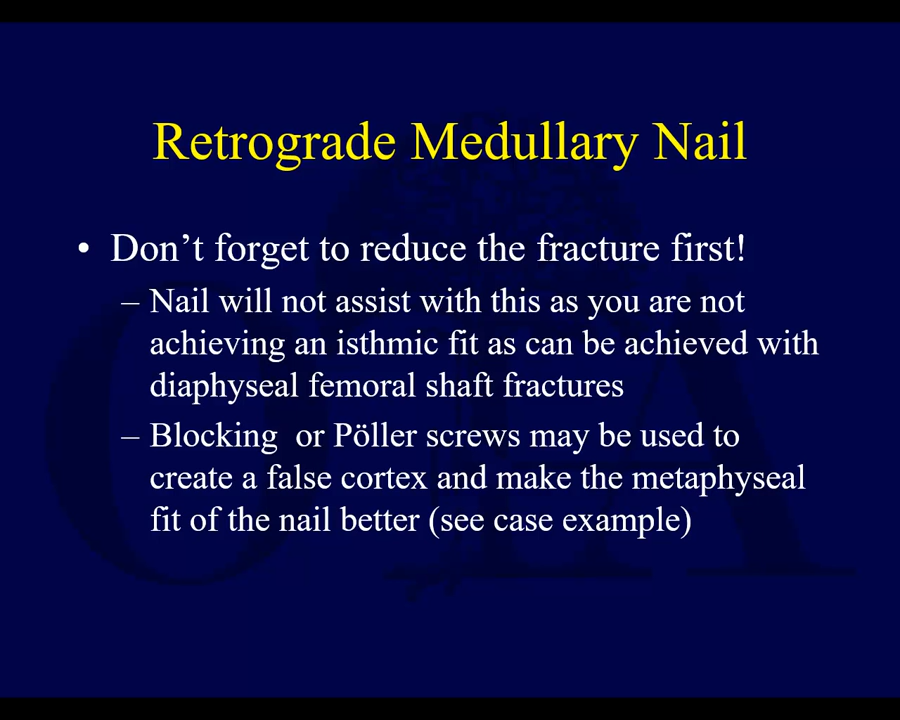 Retrograde Medullary Nail
• Don’t forget to reduce the fracture first!
– Nail will not assist with this as you are not
achieving an isthmic fit as can be achieved with
diaphyseal femoral shaft fractures
– Blocking  or Pöller screws may be used to
create a false cortex and make the metaphyseal
fit of the nail better (see case example)
OTA